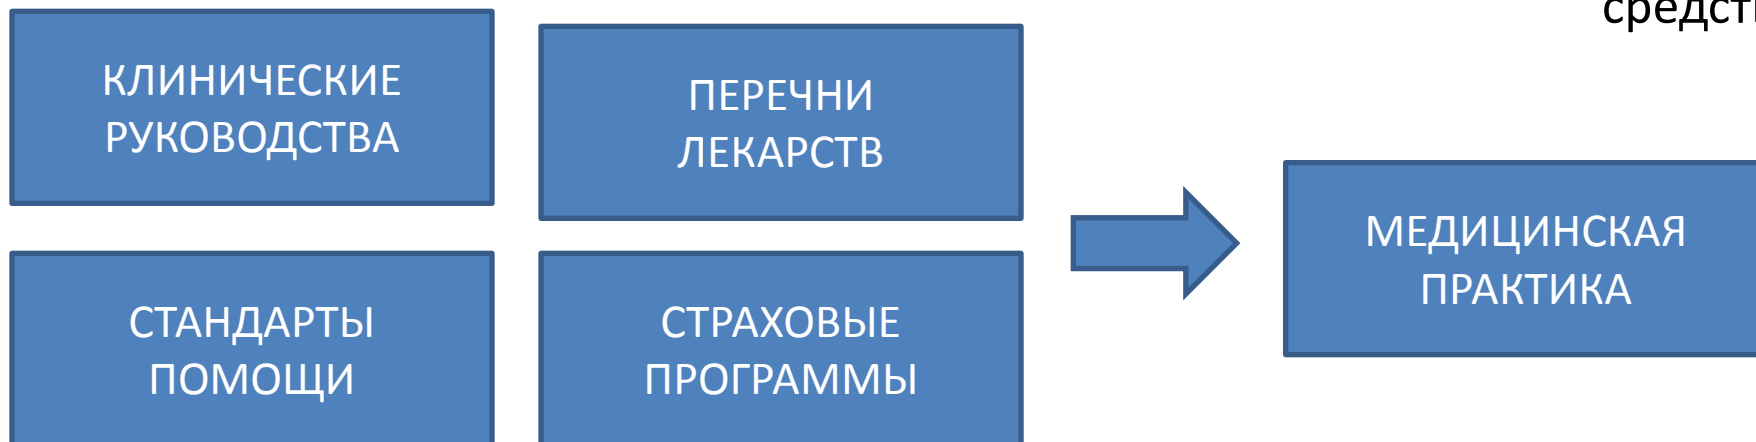 КЛИНИЧЕСКИЕ
РУКОВОДСТВА
ПЕРЕЧНИ
ЛЕКАРСТВ
СТАНДАРТЫ
ПОМОЩИ
СТРАХОВЫЕ
ПРОГРАММЫ
МЕДИЦИНСКАЯ
ПРАКТИКА